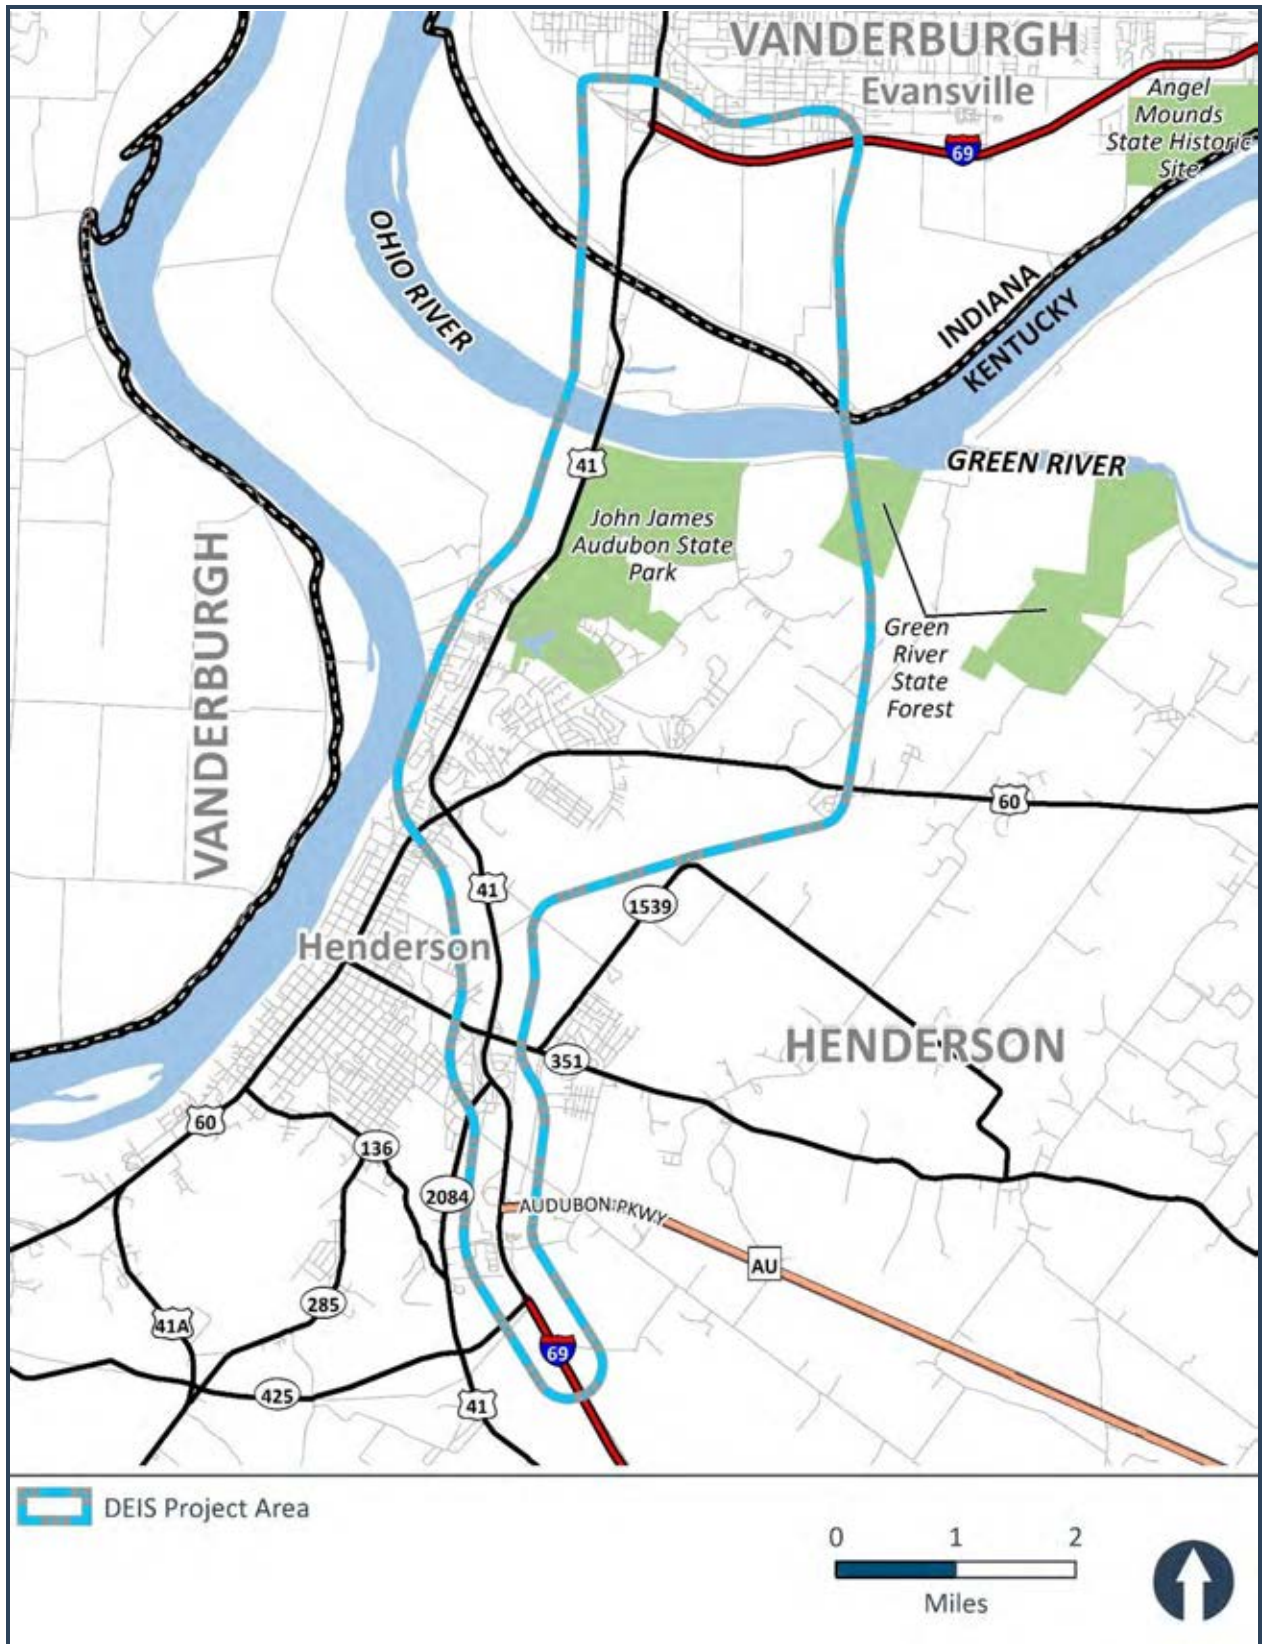 VANDERBURGH
Evansville
Angel
Mounds
State Historic
Site
69
OHIO RIVER
INDIANA
KENTUCKY
41
GREEN RIVER
John James
Audubon State
Park
VANDERBURGH
Green
River
State
Forest
60
41
1539
Henderson
HENDERSON
351
60
136
2084
AUDUBON PKWY
AU
285
41A
69
425
41
DEIS Project Area
0 1 2
Miles